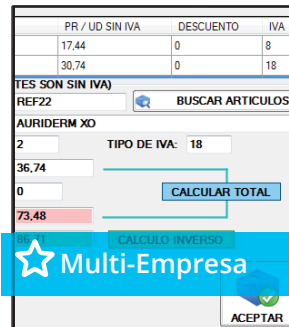 PR / UD SIN IVA DESCUENTO IVA
17,44 0 8
30,74 0 18
TES SON SIN IVA)
REF22 BUSCAR ARTICULOS
AURIDERM XO
2 TIPO DE IVA: 18
36,74
0 CALCULAR TOTAL
73,48
86,71 CALCULO INVERSO
Multi-Empresa
ACEPTAR